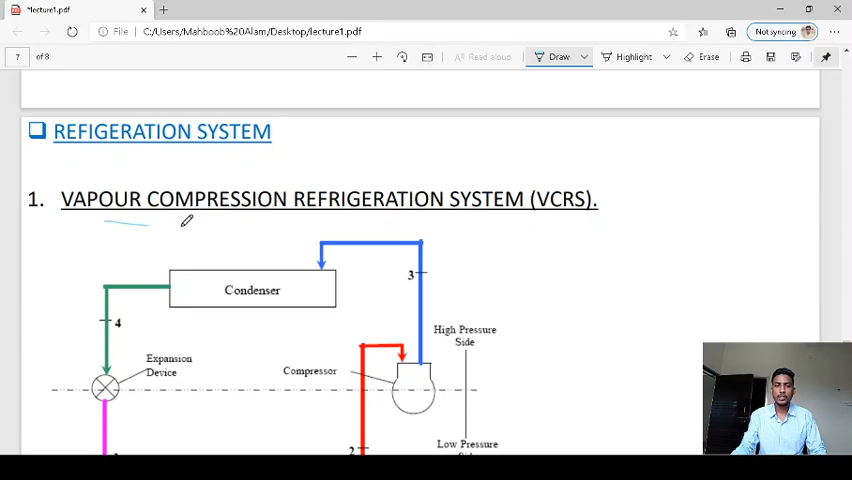 *lecture1.pdf
File
C:/Users/Mahboob%20Alam/Desktop/lecture1.pdf
Not syncing
7 of 8
Read aloud
Draw
Highlight
Erase
REFIGERATION SYSTEM
1. VAPOUR COMPRESSION REFRIGERATION SYSTEM (VCRS).
3
Condenser
4
High Pressure
Side
Expansion
Device
Compressor
Low Pressure
2